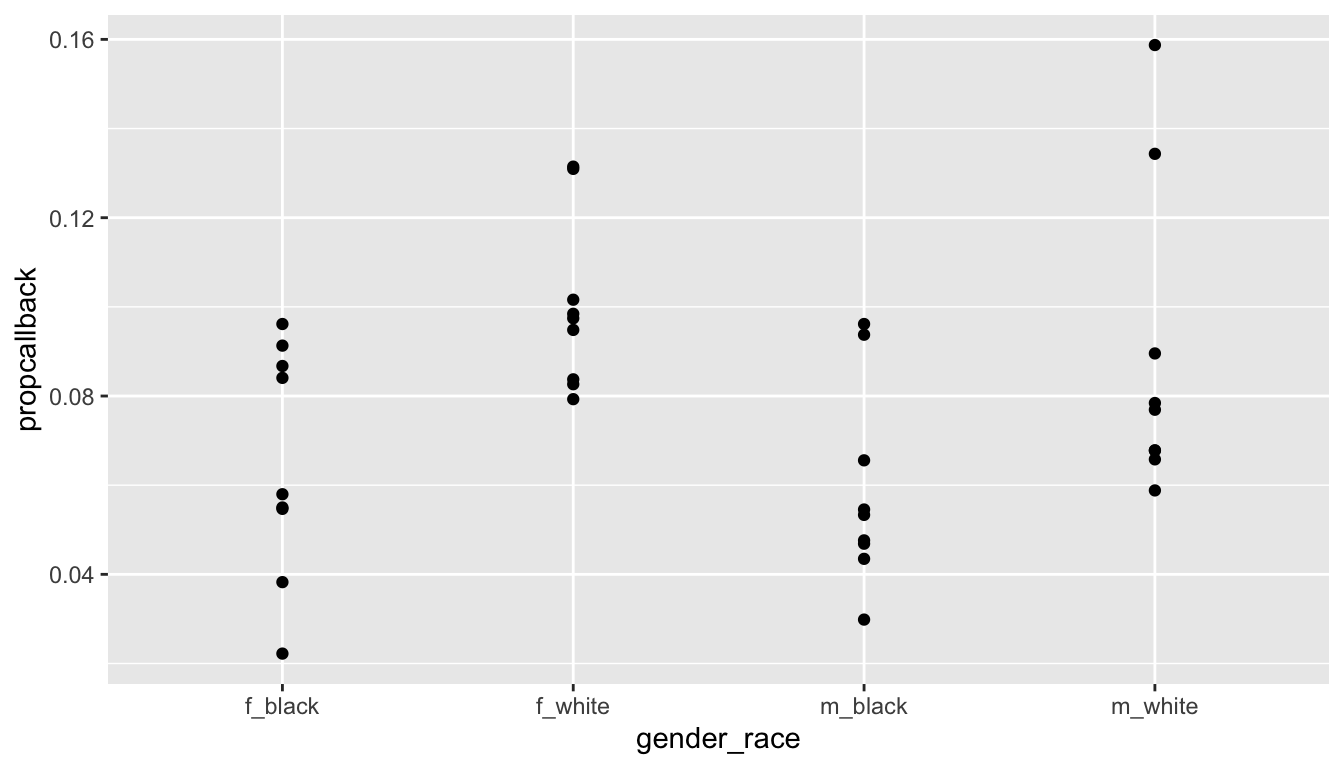 propcallback
0.16
0.12
0.08
0.04
f_black
f_white
m_black
m_white
gender_race